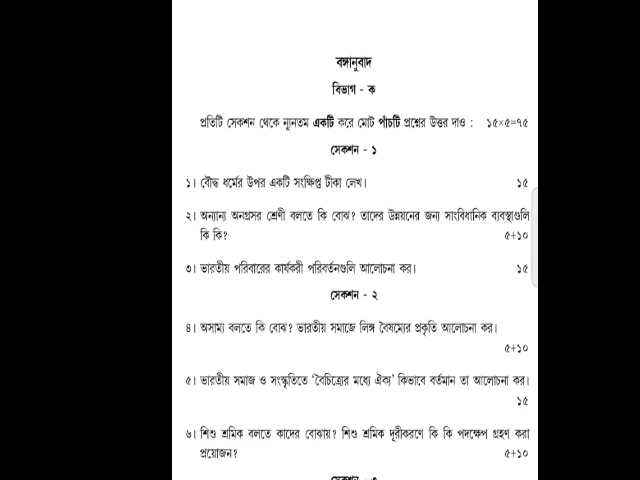 বঙ্গানুবাদ
বিভাগ - ক
প্রতিটি সেকশন থেকে ন্যূনতম একটি করে মোট পাঁচটি প্রশ্নের উত্তর দাও : ১৫×৫=৭৫
সেকশন - ১
১। বৌদ্ধ ধর্মের উপর একটি সংক্ষিপ্ত টীকা লেখ। ১৫
২। অন্যান্য অনগ্রসর শ্রেণী বলতে কি বোঝ? তাদের উন্নয়নের জন্য সাংবিধানিক ব্যবস্থাগুলি
কি কি? ৫+১০
৩। ভারতীয় পরিবারের কার্যকরী পরিবর্তনগুলি আলোচনা কর। ১৫
সেকশন - ২
৪। অসাম্য বলতে কি বোঝ? ভারতীয় সমাজে লিঙ্গ বৈষম্যের প্রকৃতি আলোচনা কর।
৫+১০
৫। ভারতীয় সমাজ ও সংস্কৃতিতে ‘বৈচিত্র্যের মধ্যে ঐক্য’ কিভাবে বর্তমান তা আলোচনা কর।
১৫
৬। শিশু শ্রমিক বলতে কাদের বোঝায়? শিশু শ্রমিক দূরীকরণে কি কি পদক্ষেপ গ্রহণ করা
প্রয়োজন? ৫+১০
সেকশন - ৩